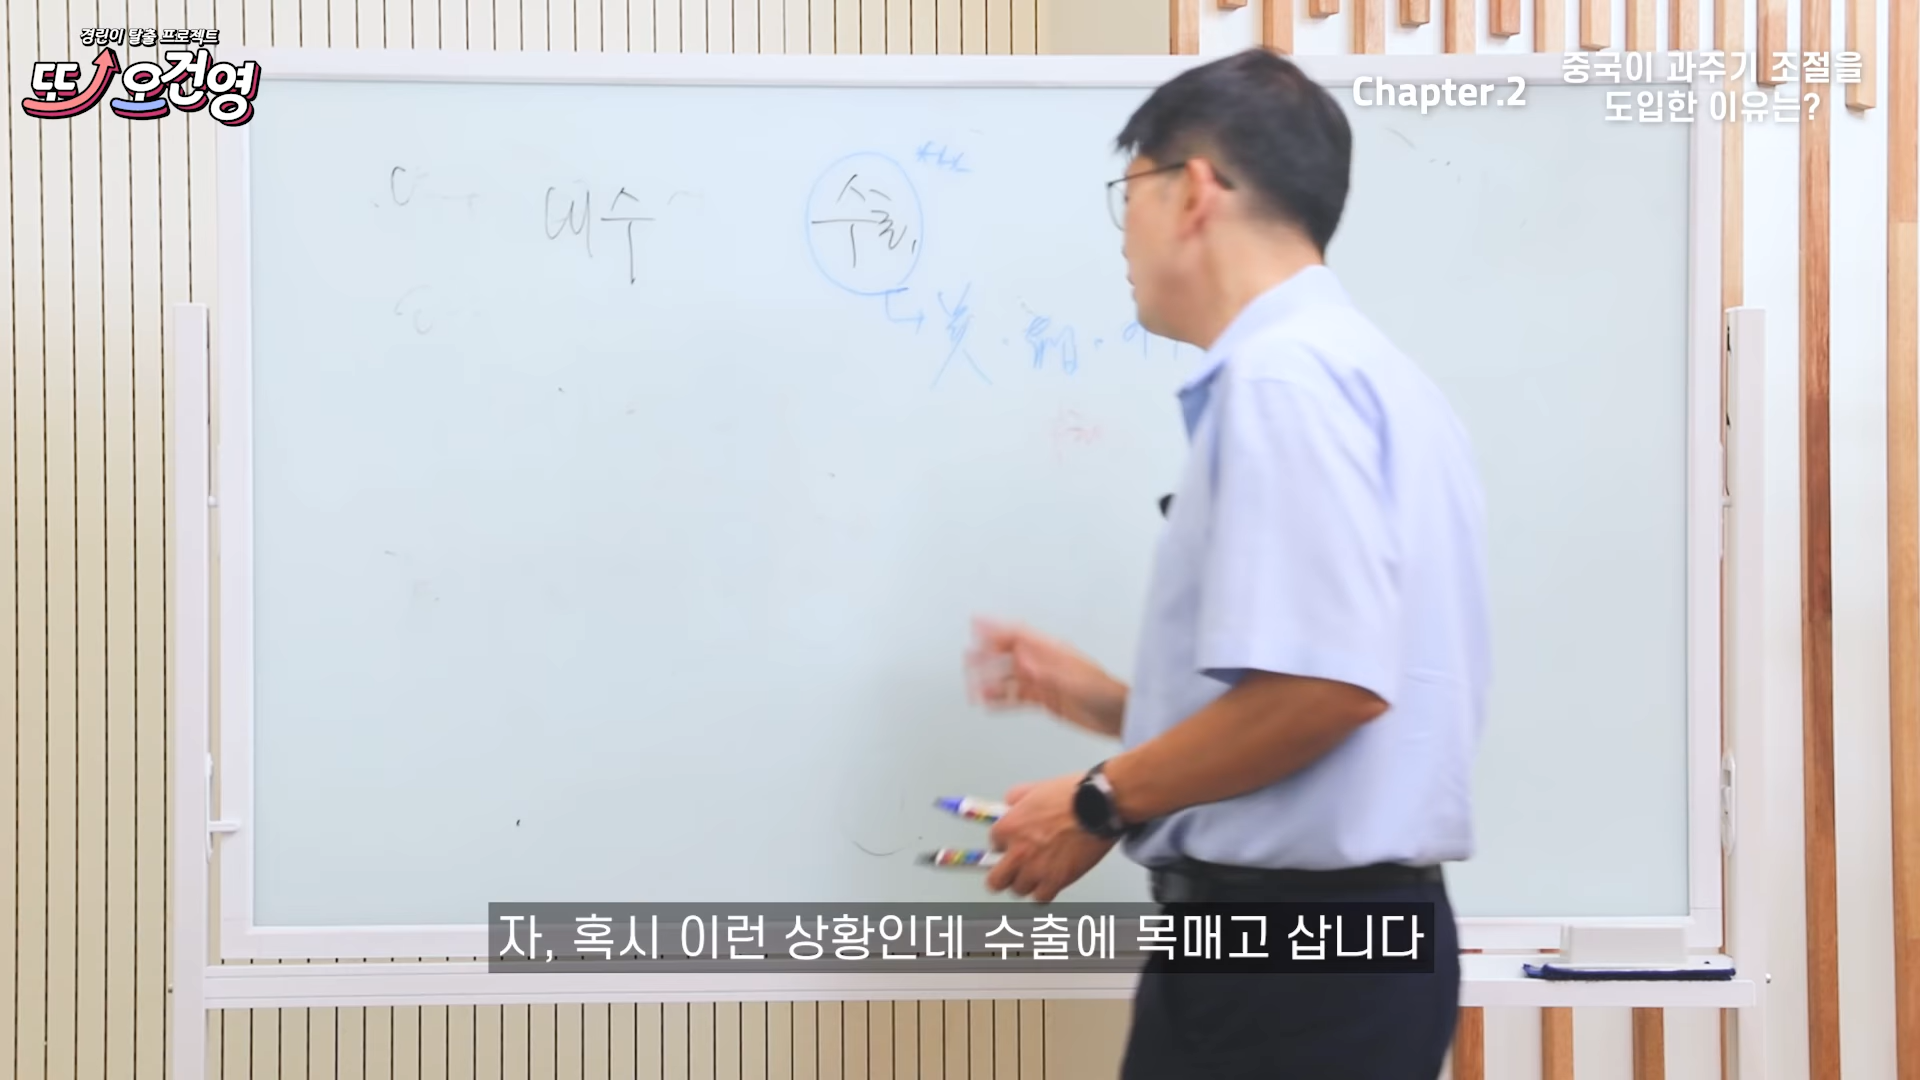 경린이 탈출 프로젝트
또 오건영
Chapter.2
중국이 과주기 조절을
도입한 이유는?
내수
수출
자, 혹시 이런 상황인데 수출에 목매고 삽니다